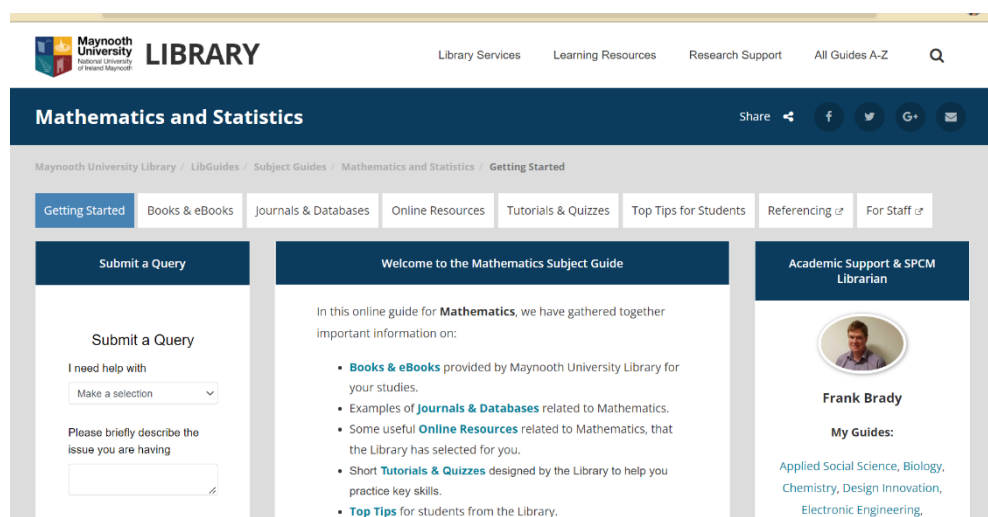 Maynooth
University
National University
of Ireland Maynooth
LIBRARY
Library Services
Learning Resources
Research Support
All Guides A-Z
Mathematics and Statistics
Share
f
G+
Maynooth University Library / LibGuides / Subject Guides / Mathematics and Statistics / Getting Started
Getting Started
Books & eBooks
Journals & Databases
Online Resources
Tutorials & Quizzes
Top Tips for Students
Referencing
For Staff
Submit a Query
Submit a Query
I need help with
Make a selection
Please briefly describe the
issue you are having
Welcome to the Mathematics Subject Guide
In this online guide for Mathematics, we have gathered together
important information on:
• Books & eBooks provided by Maynooth University Library for
your studies.
• Examples of Journals & Databases related to Mathematics.
• Some useful Online Resources related to Mathematics, that
the Library has selected for you.
• Short Tutorials & Quizzes designed by the Library to help you
practice key skills.
• Top Tips for students from the Library.
Academic Support & SPCM
Librarian
Frank Brady
My Guides:
Applied Social Science, Biology,
Chemistry, Design Innovation,
Electronic Engineering,